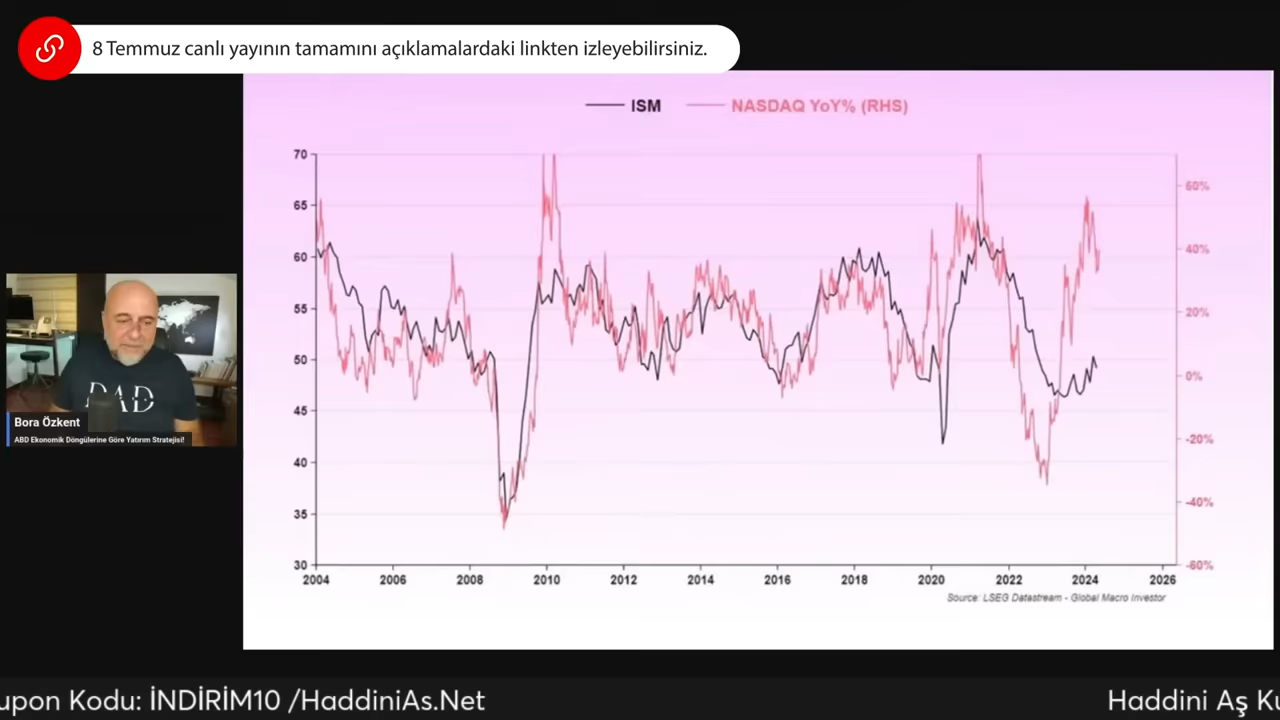 8 Temmuz canlı yayının tamamını açıklamalardaki linkten izleyebilirsiniz.
ISM NASDAQ YoY% (RHS)
70
65
60
55
50
45
40
35
30
60%
40%
20%
0%
-20%
-40%
-60%
2004 2006 2008 2010 2012 2014 2016 2018 2020 2022 2024 2026
Source: LSEG Datastream - Global Macro Investor
DAD
Bora Özkent
ABD Ekonomik Döngülerine Göre Yatırım Stratejisi!
upon Kodu: İNDİRİM10 /HaddiniAs.Net
Haddini Aş Ku